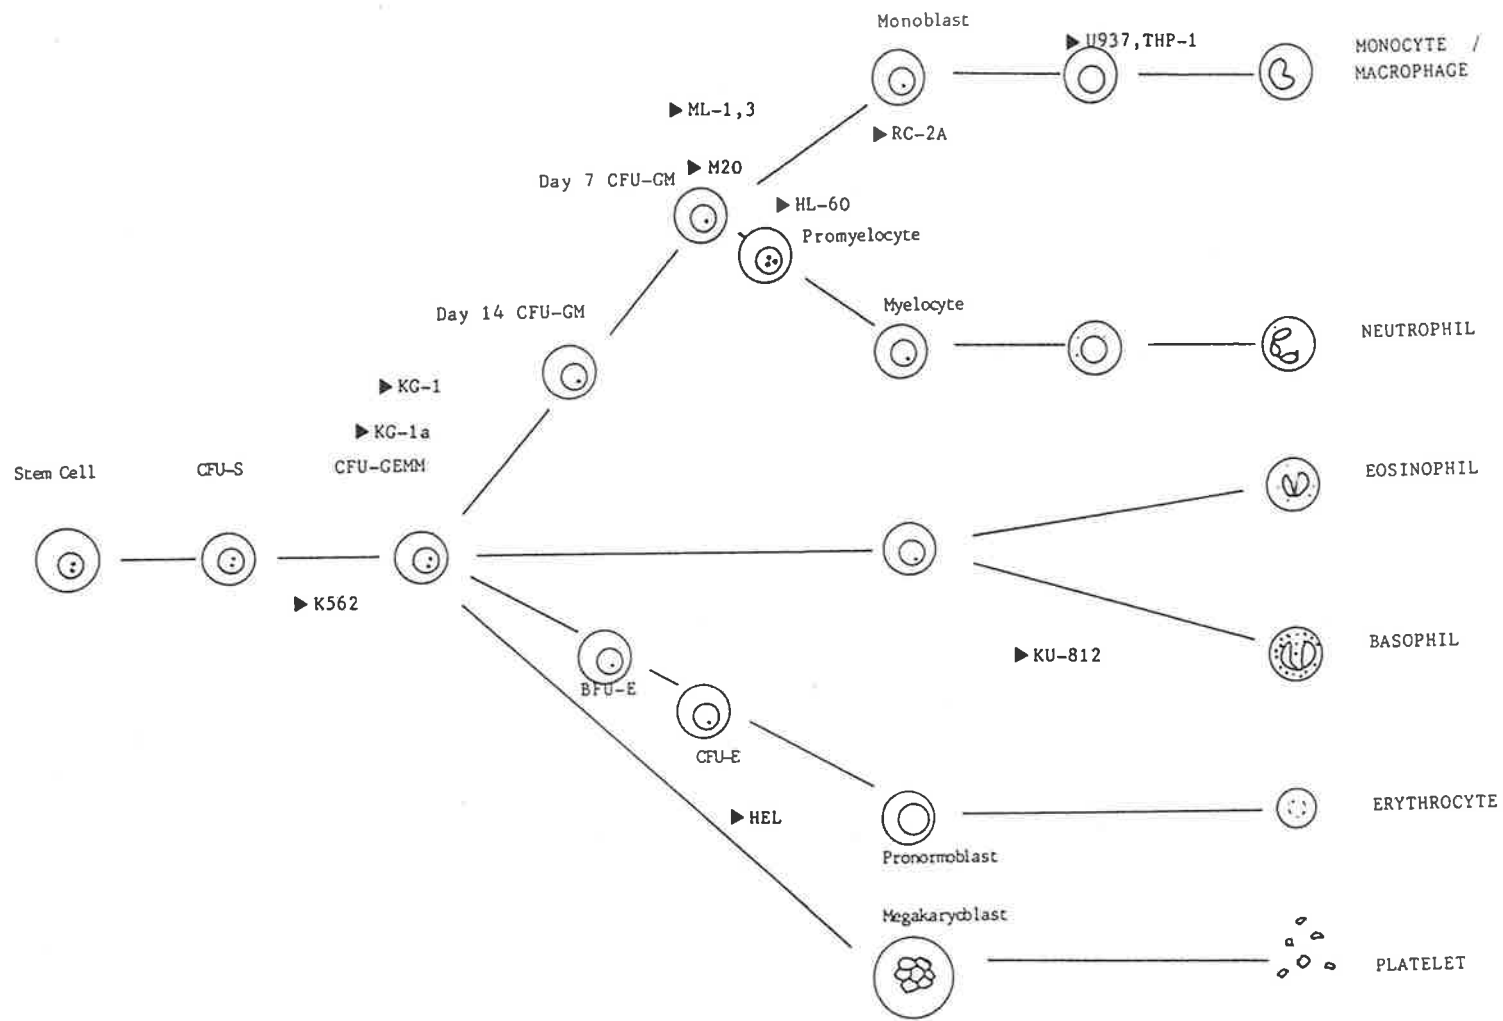 Monoblast
▶ U937,THP-1
MONOCYTE /
MACROPHAGE
▶ ML-1,3
▶ RC-2A
▶ M20
Day 7 CFU-GM
▶ HL-60
Promyelocyte
Day 14 CFU-GM
Myelocyte
NEUTROPHIL
▶ KG-1
▶ KG-1a
CFU-GEMM
Stem Cell
CFU-S
EOSINOPHIL
▶ K562
BASOPHIL
▶ KU-812
BFU-E
CFU-E
ERYTHROCYTE
▶ HEL
Pronormoblast
Megakaryoblast
PLATELET